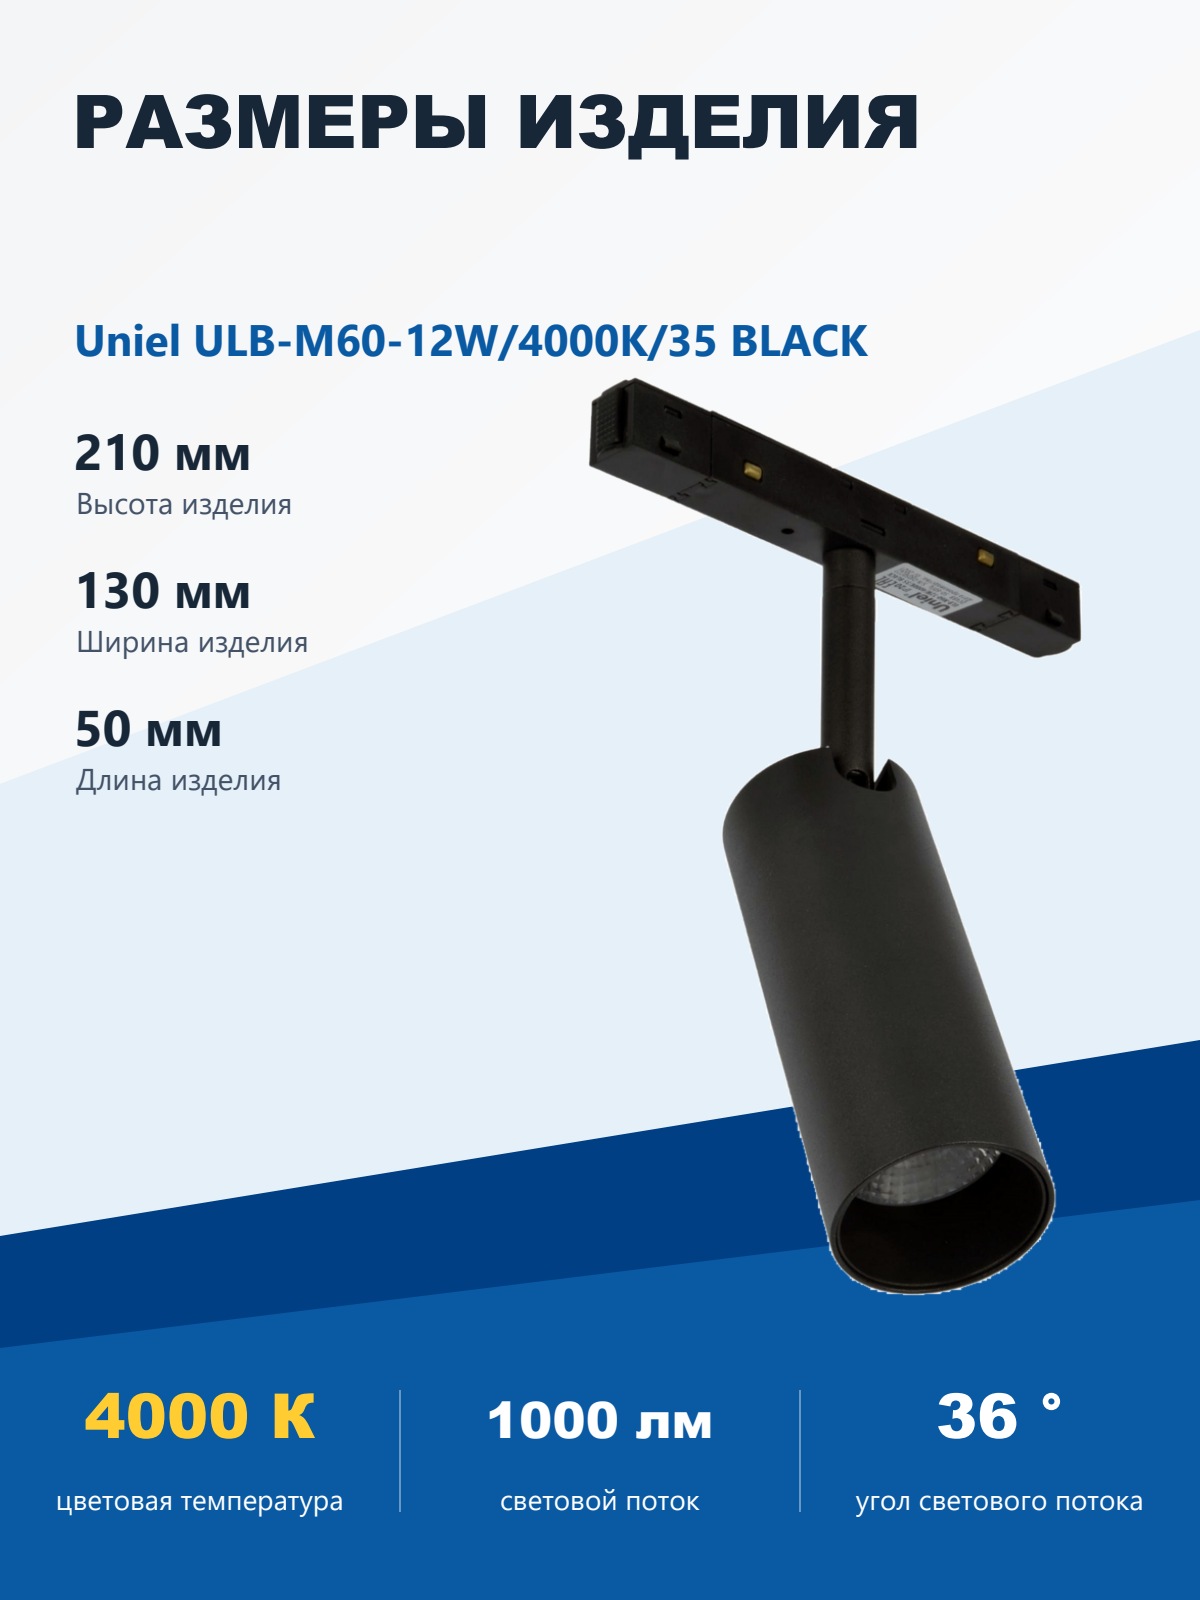 РАЗМЕРЫ ИЗДЕЛИЯ
Uniel ULB-M60-12W/4000K/35 BLACK
210 мм
Высота изделия
130 мм
Ширина изделия
50 мм
Длина изделия
Uniel
4000 К
цветовая температура
1000 лм
световой поток
36 °
угол светового потока